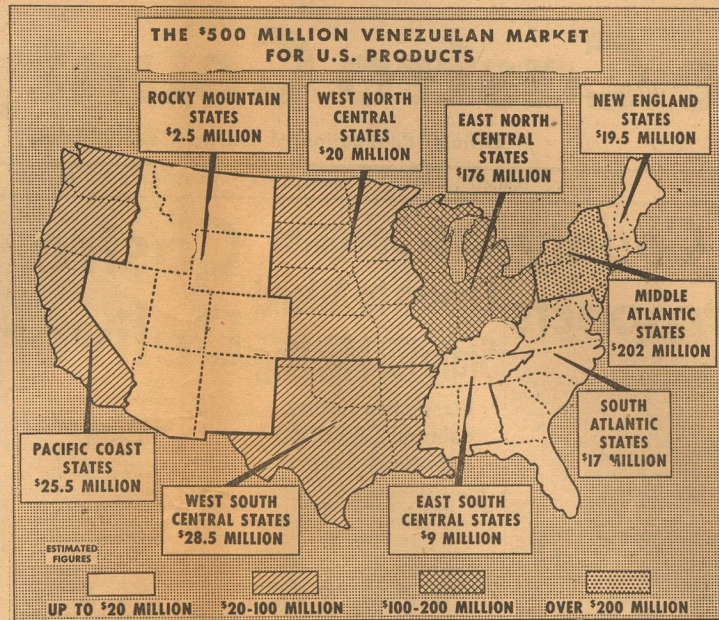 THE $500 MILLION VENEZUELAN MARKET
FOR U.S. PRODUCTS
ROCKY MOUNTAIN
STATES
$2.5 MILLION
WEST NORTH
CENTRAL
STATES
$20 MILLION
EAST NORTH
CENTRAL
STATES
$176 MILLION
NEW ENGLAND
STATES
$19.5 MILLION
MIDDLE
ATLANTIC
STATES
$202 MILLION
SOUTH
ATLANTIC
STATES
$17 MILLION
PACIFIC COAST
STATES
$25.5 MILLION
WEST SOUTH
CENTRAL STATES
$28.5 MILLION
EAST SOUTH
CENTRAL STATES
$9 MILLION
ESTIMATED
FIGURES
UP TO $20 MILLION
$20-100 MILLION
$100-200 MILLION
OVER $200 MILLION